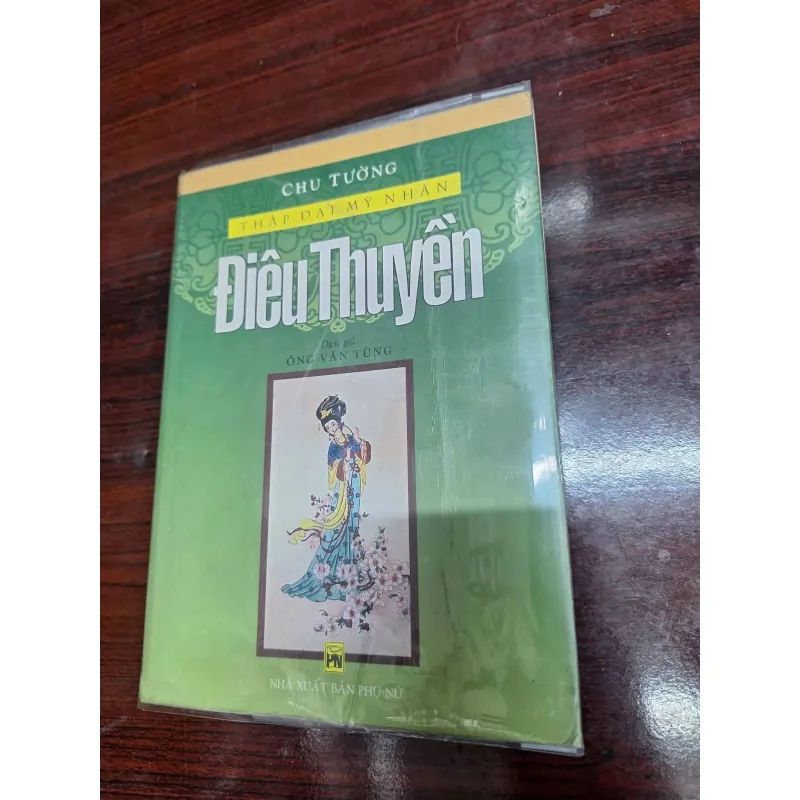 CHU TƯỜNG
THẬP ĐẠI MỸ NHÂN
Điêu Thuyền
Dịch giả
ÔNG VĂN TÙNG
PN
NHÀ XUẤT BẢN PHỤ NỮ